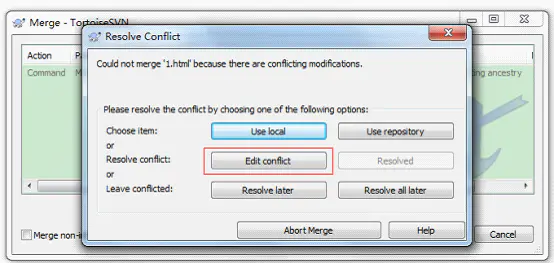 Merge - TortoiseSVN
Resolve Conflict
Action
Command
Could not merge '1.html' because there are conflicting modifications.
ing ancestry
Please resolve the conflict by choosing one of the following options:
Choose item:
Use local
Use repository
or
Resolve conflict:
Edit conflict
Resolved
or
Leave conflicted:
Resolve later
Resolve all later
Abort Merge
Help
Merge non-i
Cancel